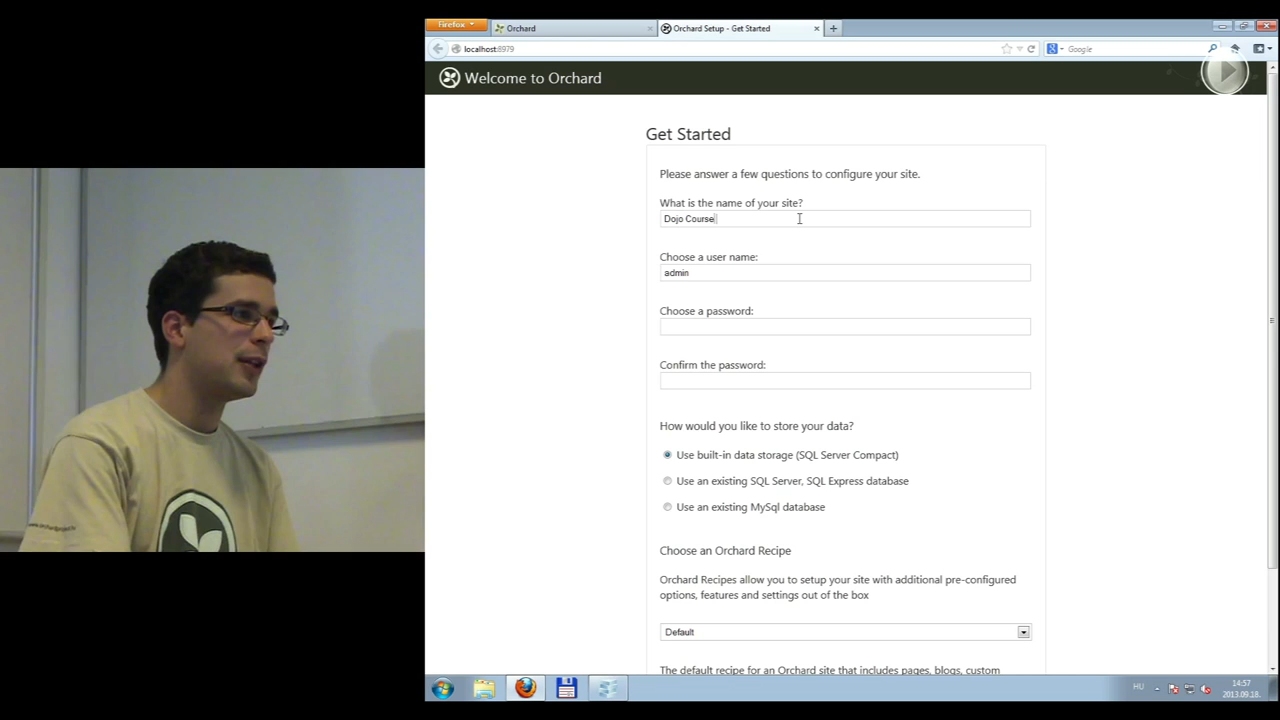 Firefox
Orchard
Orchard Setup - Get Started
localhost:8979
Google
Welcome to Orchard
Get Started
Please answer a few questions to configure your site.
What is the name of your site?
Dojo Course
Choose a user name:
admin
Choose a password:
Confirm the password:
How would you like to store your data?
Use built-in data storage (SQL Server Compact)
Use an existing SQL Server, SQL Express database
Use an existing MySql database
Choose an Orchard Recipe
Orchard Recipes allow you to setup your site with additional pre-configured
options, features and settings out of the box
Default
The default recipe for an Orchard site that includes pages, blogs, custom
HU
14:57
2013.09.18.